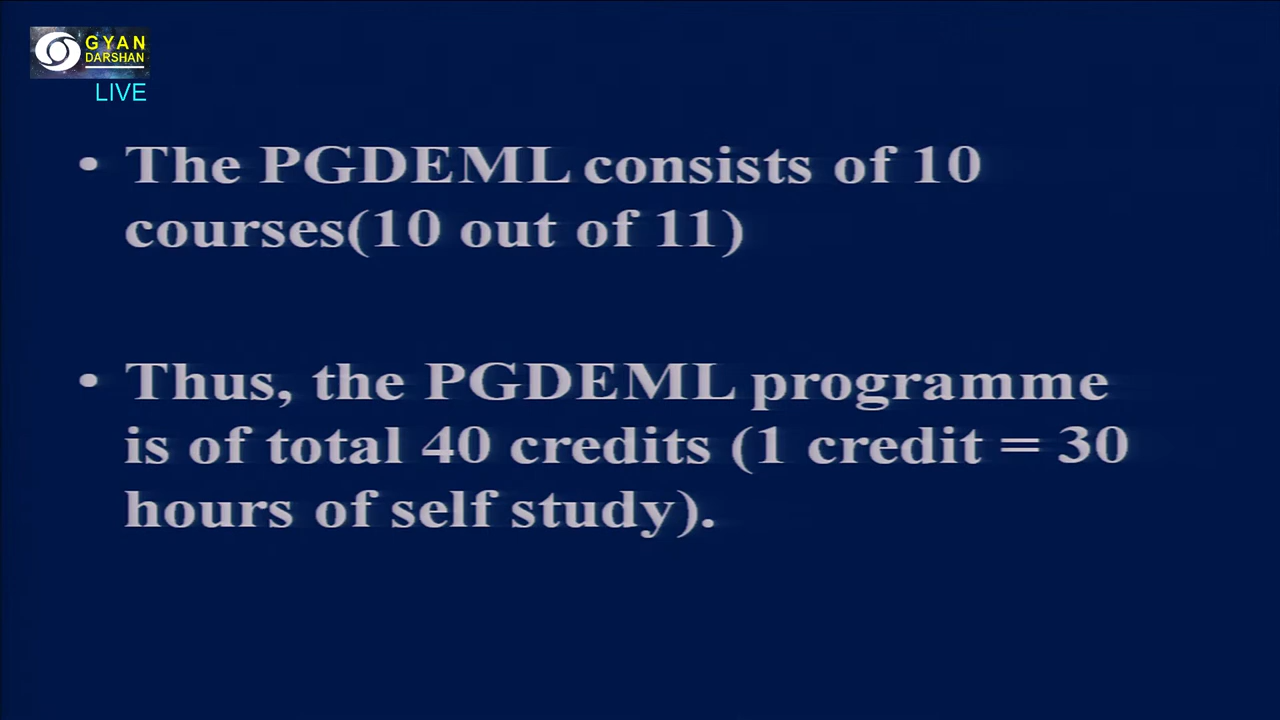 GYAN
DARSHAN
LIVE
• The PGDEML consists of 10
courses(10 out of 11)
• Thus, the PGDEML programme
is of total 40 credits (1 credit = 30
hours of self study).